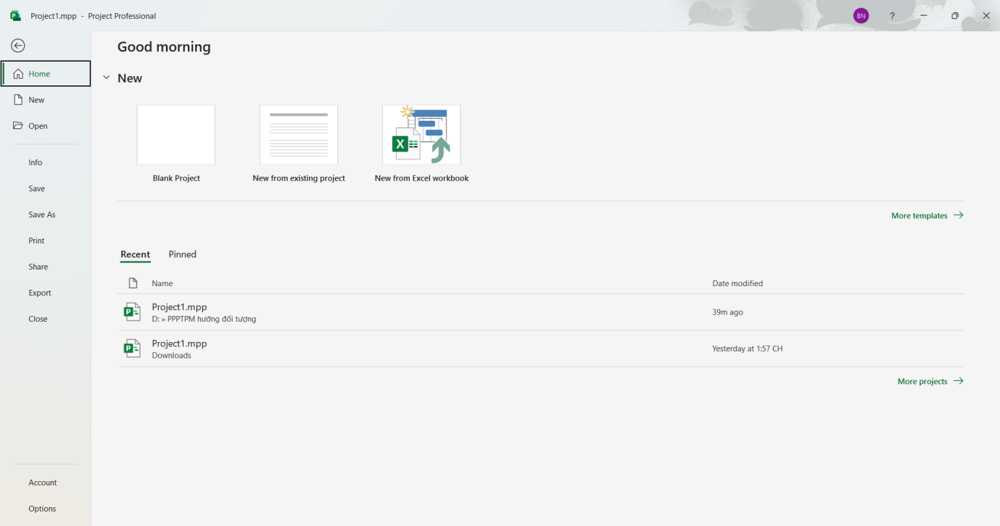 Project1.mpp - Project Professional
BN
?
Good morning
Home
New
New
Open
Blank Project
New from existing project
New from Excel workbook
Info
Save
Save As
More templates
Print
Recent
Pinned
Share
Name
Date modified
Export
Project1.mpp
D: » PPPTPM hướng đối tượng
39m ago
Close
Project1.mpp
Downloads
Yesterday at 1:57 CH
More projects
Account
Options